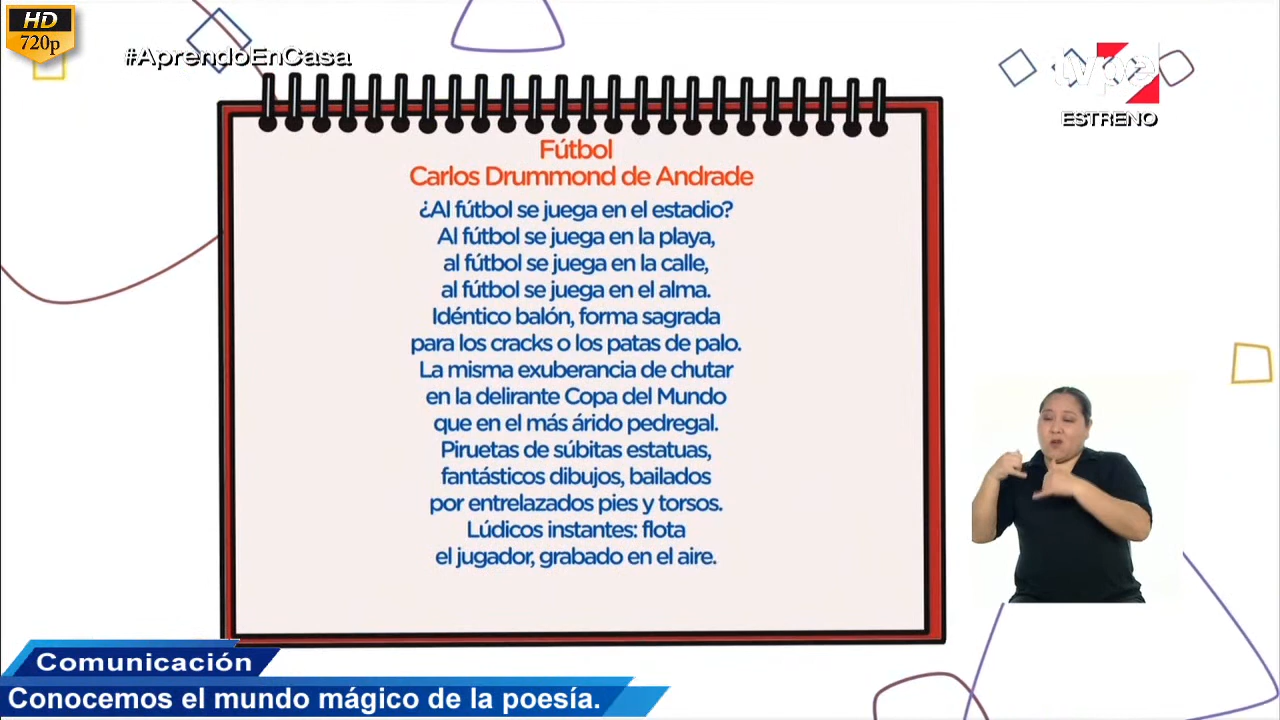 HD
720p
#AprendoEnCasa
tvpe
ESTRENO
Fútbol
Carlos Drummond de Andrade
¿Al fútbol se juega en el estadio?
Al fútbol se juega en la playa,
al fútbol se juega en la calle,
al fútbol se juega en el alma.
Idéntico balón, forma sagrada
para los cracks o los patas de palo.
La misma exuberancia de chutar
en la delirante Copa del Mundo
que en el más árido pedregal.
Piruetas de súbitas estatuas,
fantásticos dibujos, bailados
por entrelazados pies y torsos.
Lúdicos instantes: flota
el jugador, grabado en el aire.
Comunicación
Conocemos el mundo mágico de la poesía.